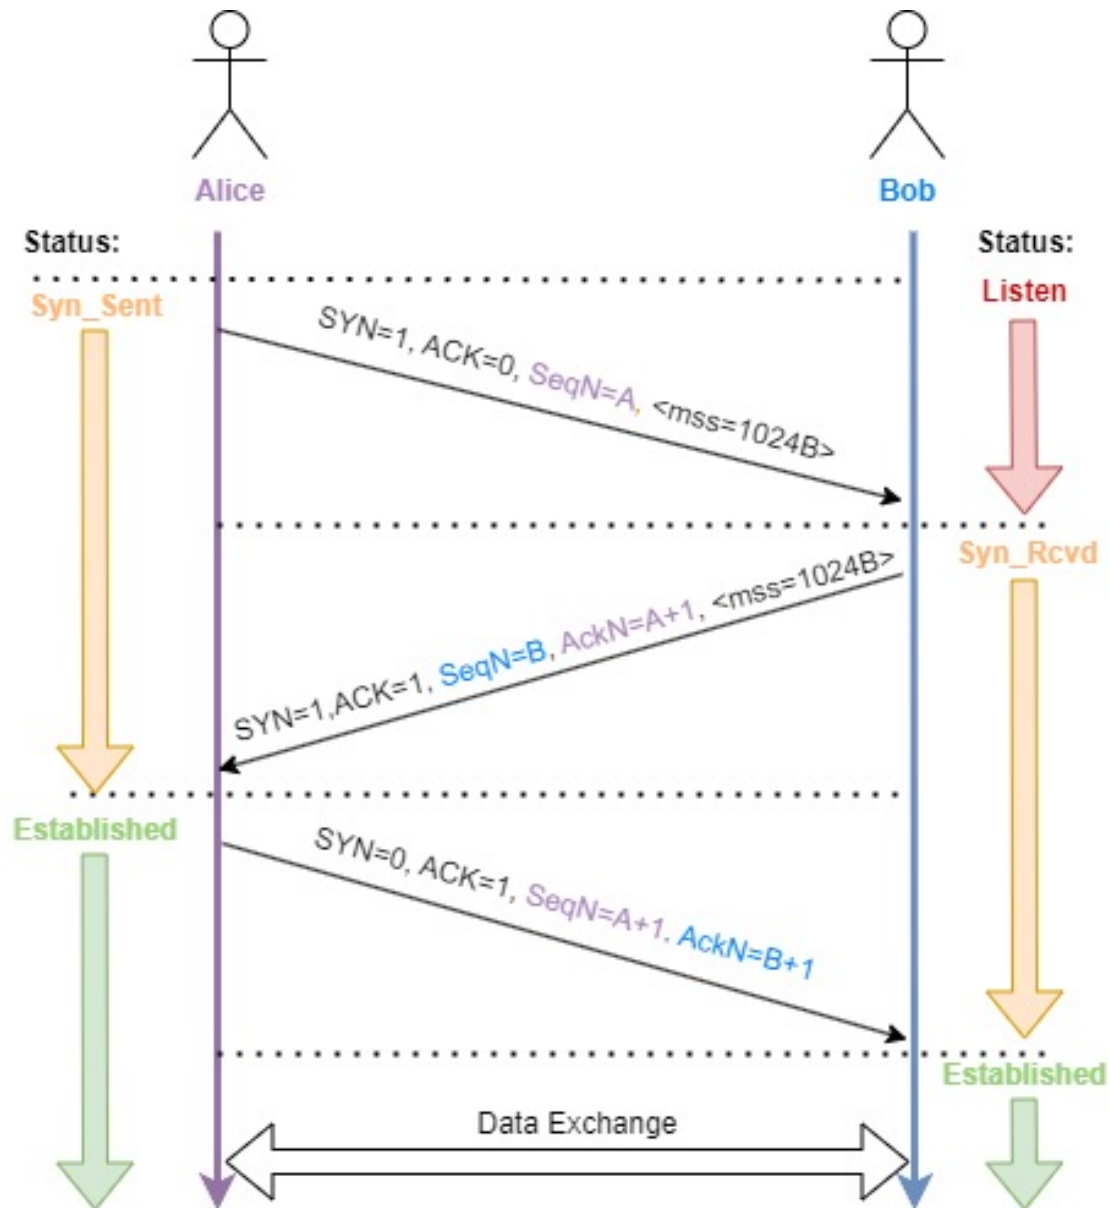 Alice
Bob
Status:
Status:
Syn_Sent
Listen
SYN=1, ACK=0, SeqN=A, <mss=1024B>
Syn_Rcvd
SYN=1,ACK=1, SeqN=B, AckN=A+1, <mss=1024B>
Established
SYN=0, ACK=1, SeqN=A+1. AckN=B+1
Established
Data Exchange